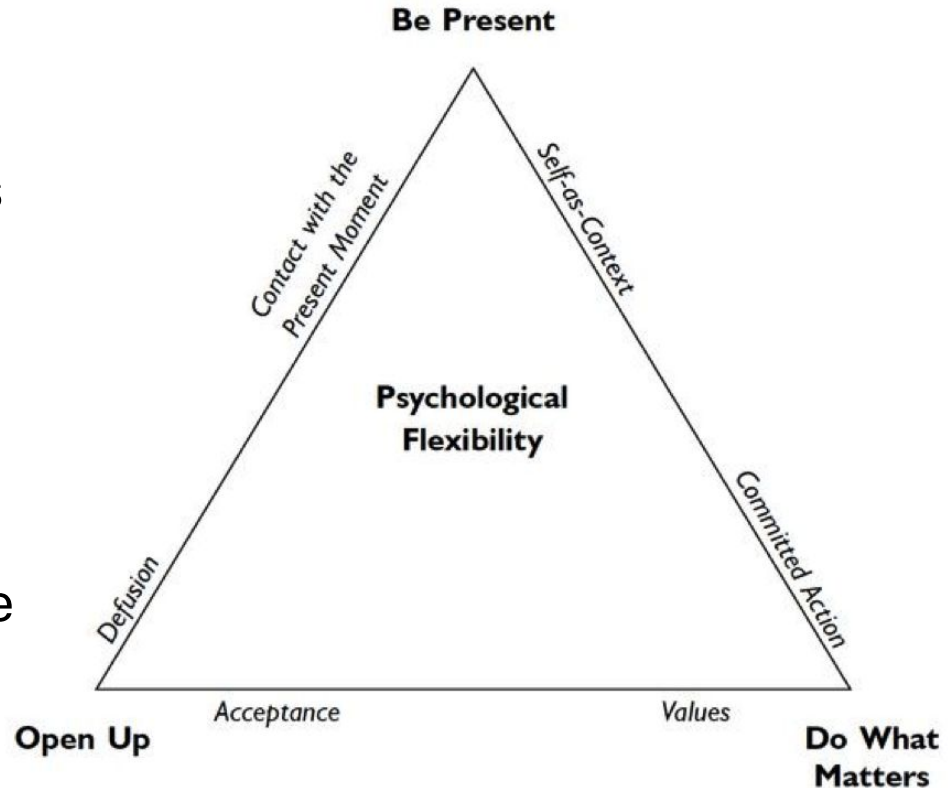 Be Present
s
Contact with the
Present Moment
Self-as-Context
Psychological
Flexibility
Committed Action
Defusion
e
Acceptance
Values
Open Up
Do What
Matters